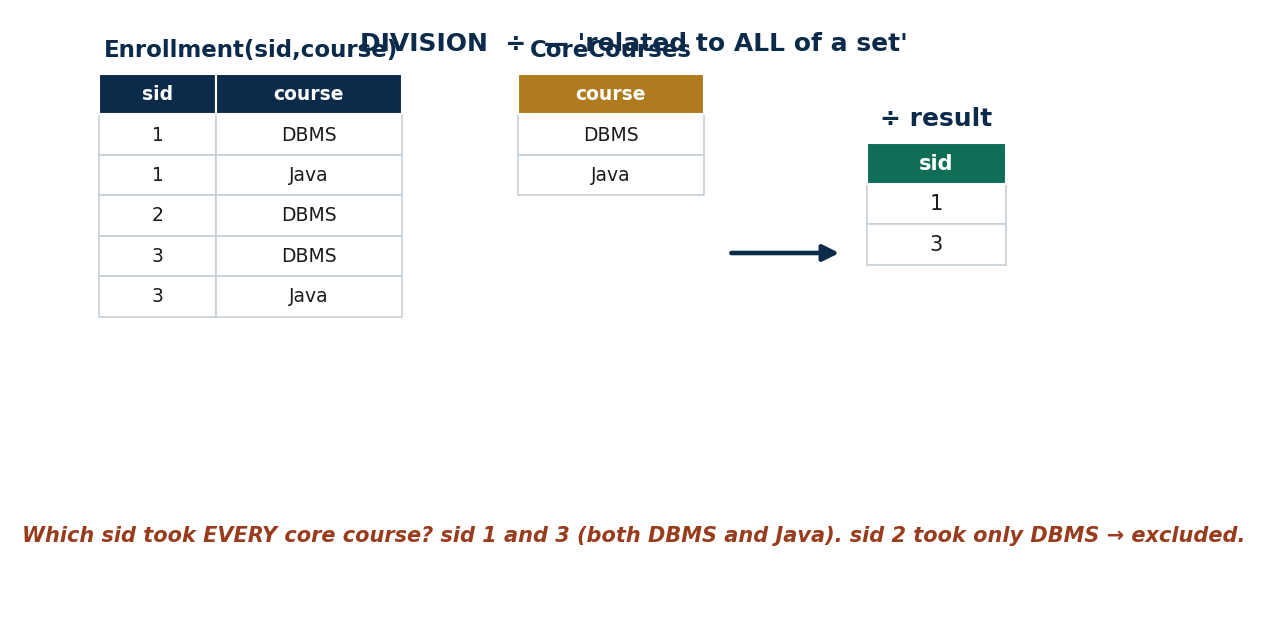 DIVISION ÷ — 'related to ALL of a set'
Enrollment(sid,course)
sid course
1 DBMS
1 Java
2 DBMS
3 DBMS
3 Java
CoreCourses
course
DBMS
Java
÷ result
sid
1
3
Which sid took EVERY core course? sid 1 and 3 (both DBMS and Java). sid 2 took only DBMS → excluded.